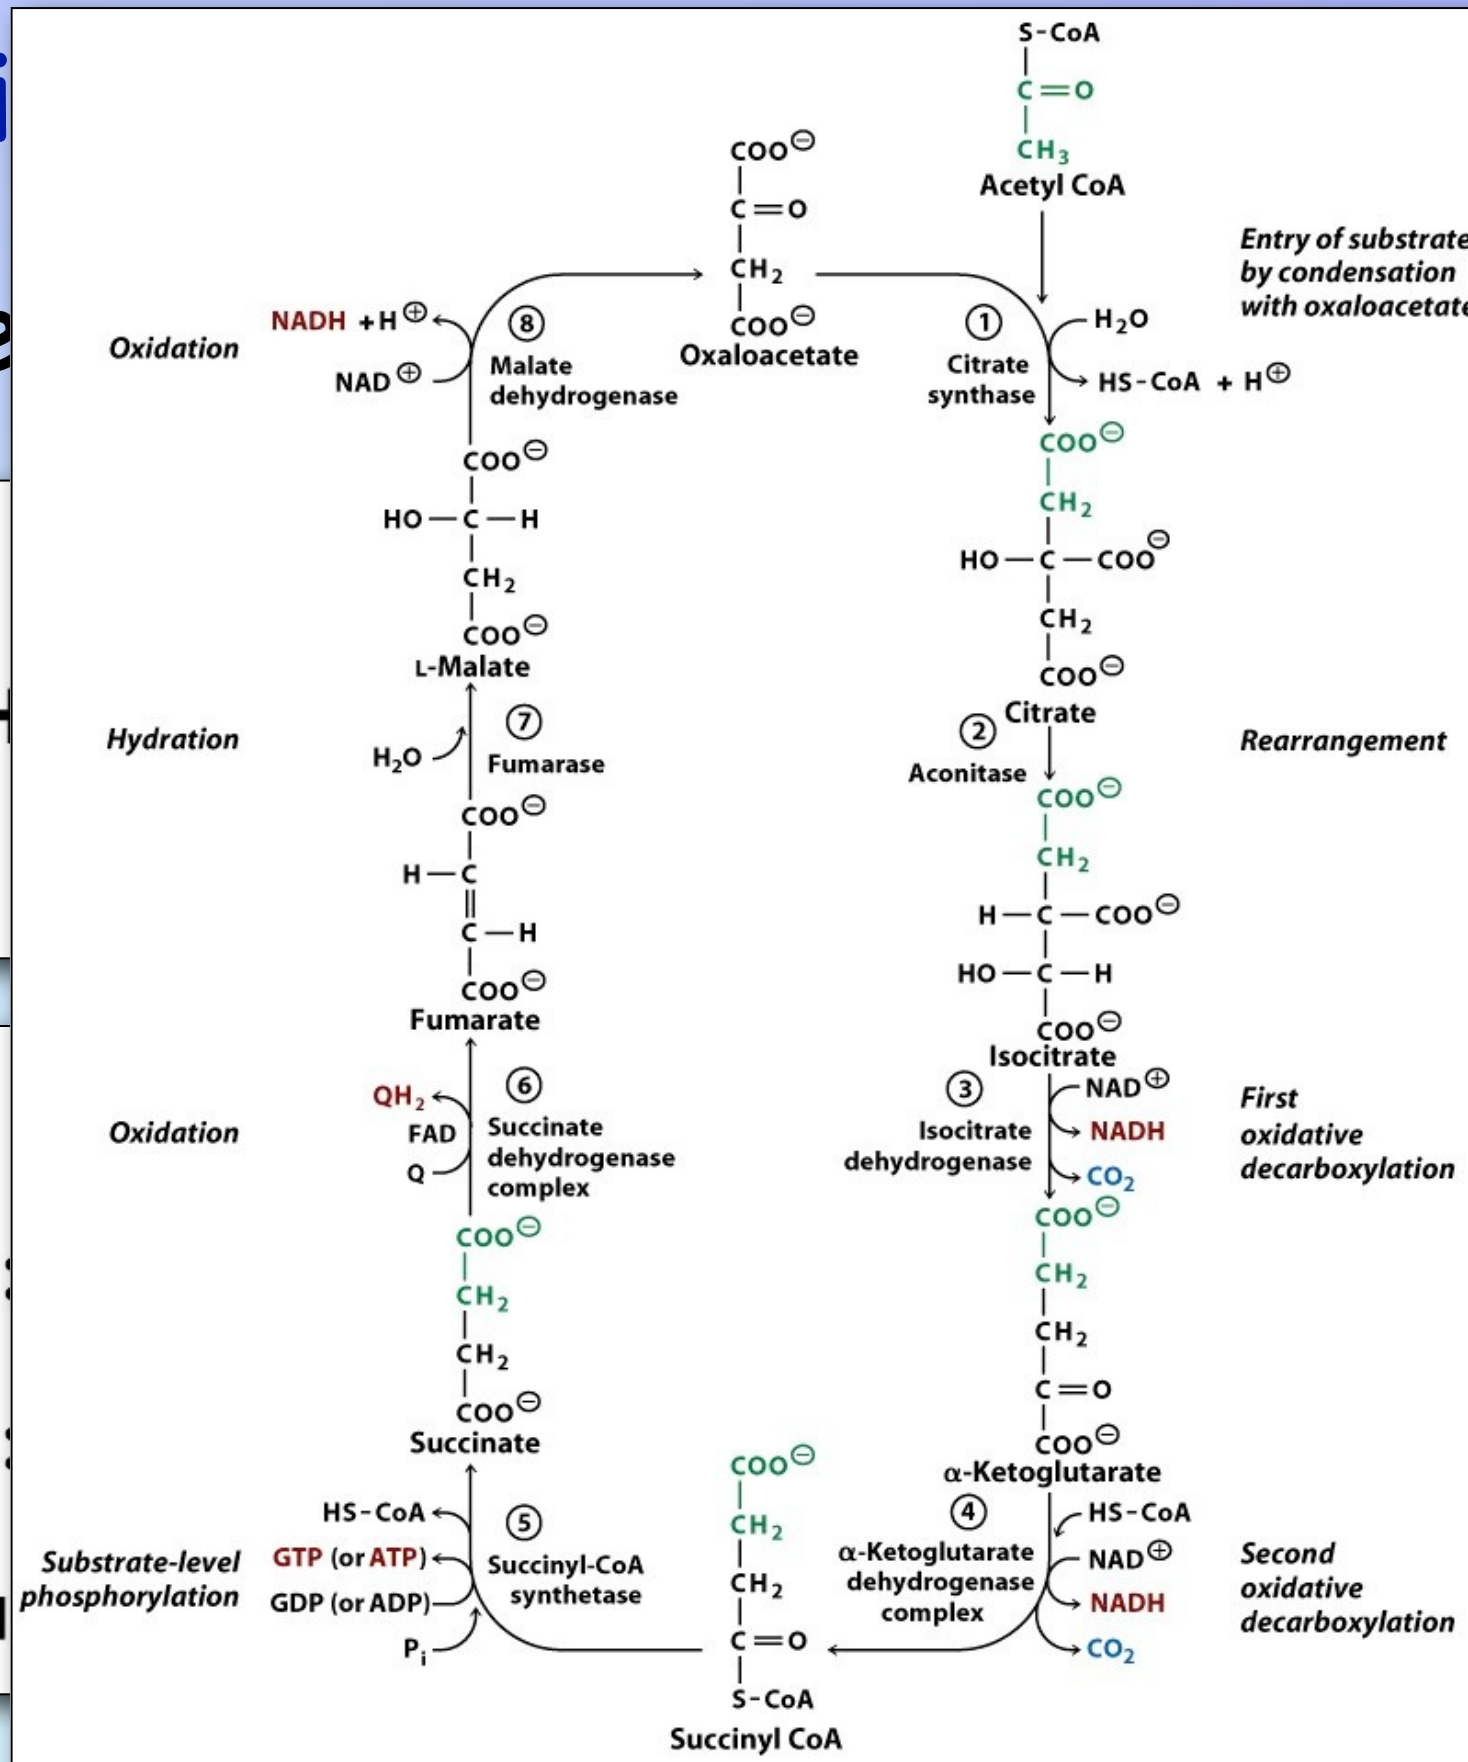 S-CoA
C=O
CH₃
Acetyl CoA
COO⊖
C=O
CH₂
COO⊖
Oxaloacetate
Entry of substrate
by condensation
with oxaloacetate
①
Citrate
synthase
H₂O
HS-CoA + H⊕
COO⊖
CH₂
HO—C—COO⊖
CH₂
COO⊖
Citrate
②
Aconitase
Rearrangement
COO⊖
CH₂
H—C—COO⊖
HO—C—H
COO⊖
Isocitrate
③
Isocitrate
dehydrogenase
NAD⊕
NADH
CO₂
First
oxidative
decarboxylation
COO⊖
CH₂
CH₂
C=O
COO⊖
α-Ketoglutarate
④
α-Ketoglutarate
dehydrogenase
complex
HS-CoA
NAD⊕
NADH
CO₂
Second
oxidative
decarboxylation
COO⊖
CH₂
CH₂
C=O
S-CoA
Succinyl CoA
⑤
Succinyl-CoA
synthetase
HS-CoA
GTP (or ATP)
GDP (or ADP)
Pᵢ
Substrate-level
phosphorylation
COO⊖
CH₂
CH₂
COO⊖
Succinate
⑥
Succinate
dehydrogenase
complex
QH₂
FAD
Q
Oxidation
COO⊖
H—C
C—H
COO⊖
Fumarate
⑦
Fumarase
H₂O
Hydration
COO⊖
HO—C—H
CH₂
COO⊖
L-Malate
⑧
Malate
dehydrogenase
NADH + H⊕
NAD⊕
Oxidation